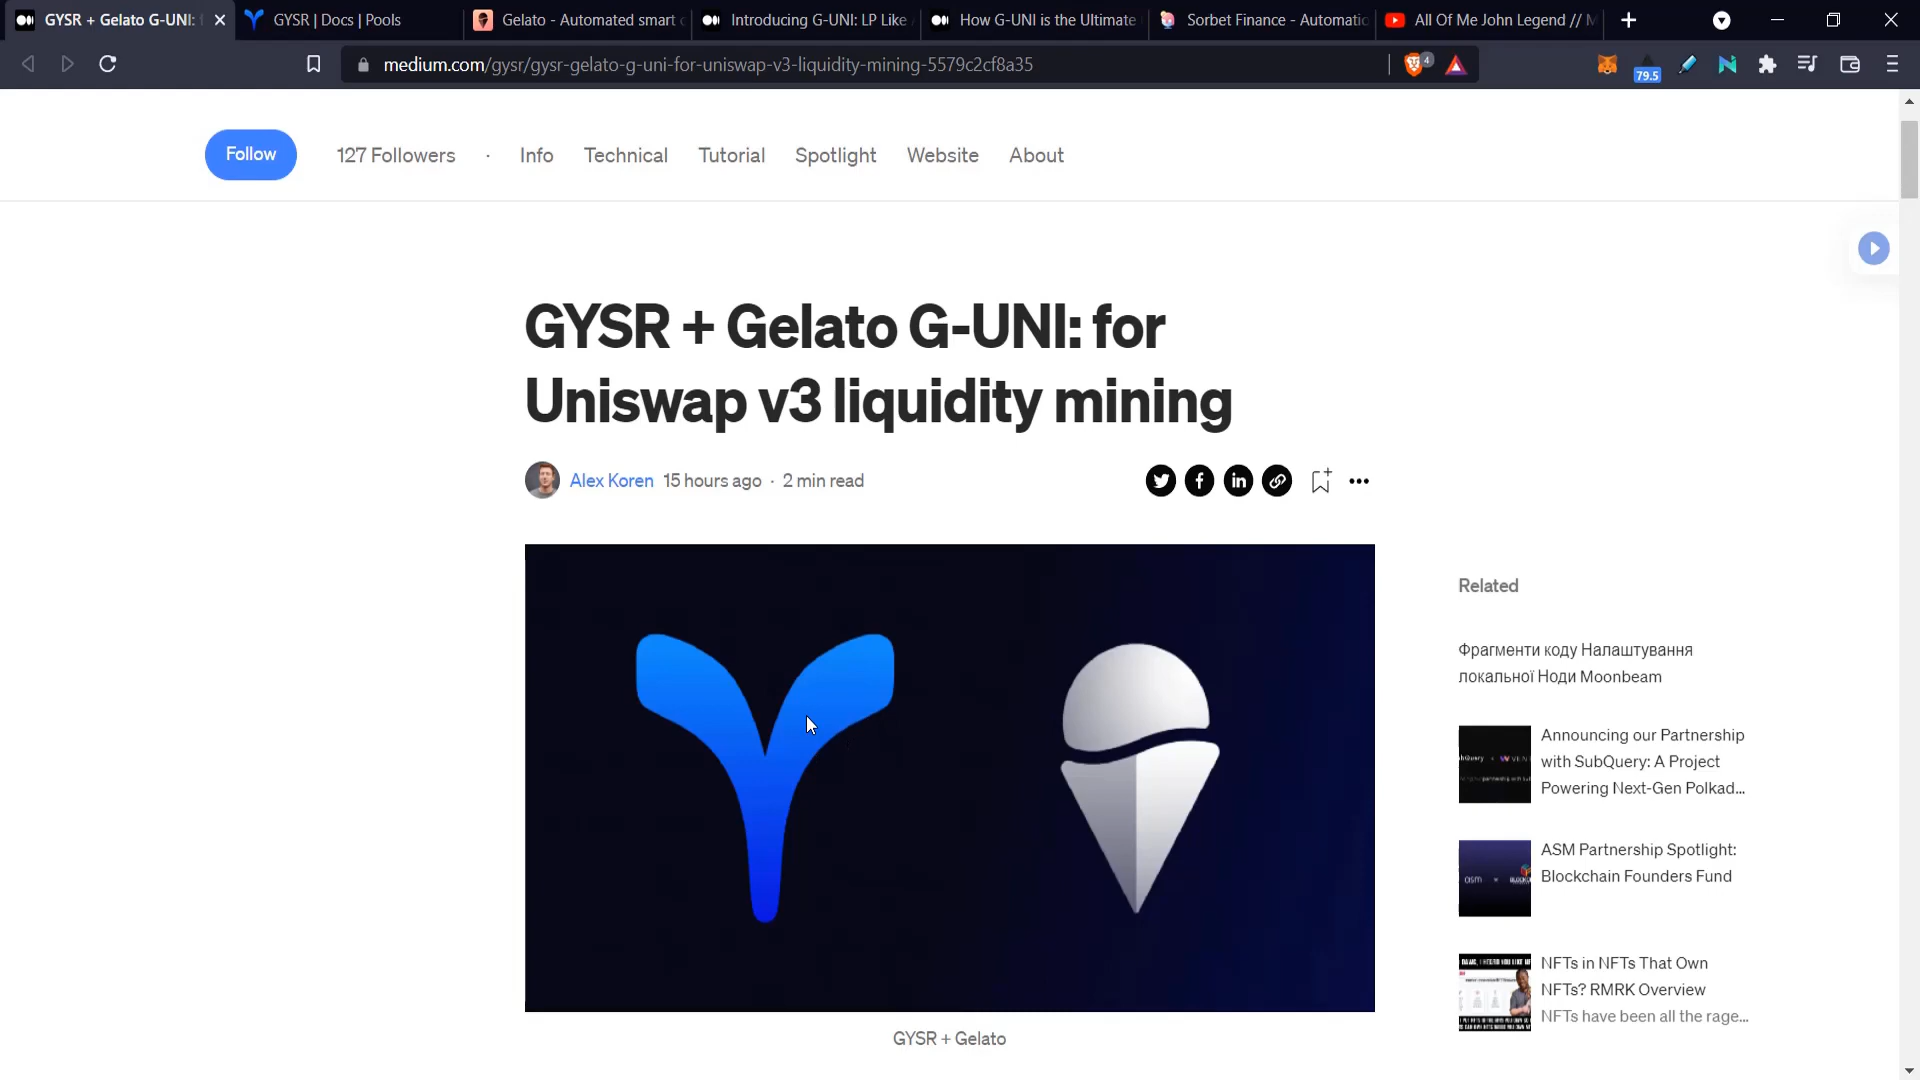 GYSR + Gelato G-UNI: f
GYSR | Docs | Pools
Gelato - Automated smart c
Introducing G-UNI: LP Like
How G-UNI is the Ultimate
Sorbet Finance - Automatio
All Of Me John Legend // M
medium.com/gysr/gysr-gelato-g-uni-for-uniswap-v3-liquidity-mining-5579c2cf8a35
4
79.5
Follow
127 Followers · Info Technical Tutorial Spotlight Website About
GYSR + Gelato G-UNI: for
Uniswap v3 liquidity mining
Alex Koren 15 hours ago · 2 min read
GYSR + Gelato
Related
Фрагменти коду Налаштування
локальної Ноди Moonbeam
Announcing our Partnership
with SubQuery: A Project
Powering Next-Gen Polkad...
ASM Partnership Spotlight:
Blockchain Founders Fund
NFTs in NFTs That Own
NFTs? RMRK Overview
NFTs have been all the rage...